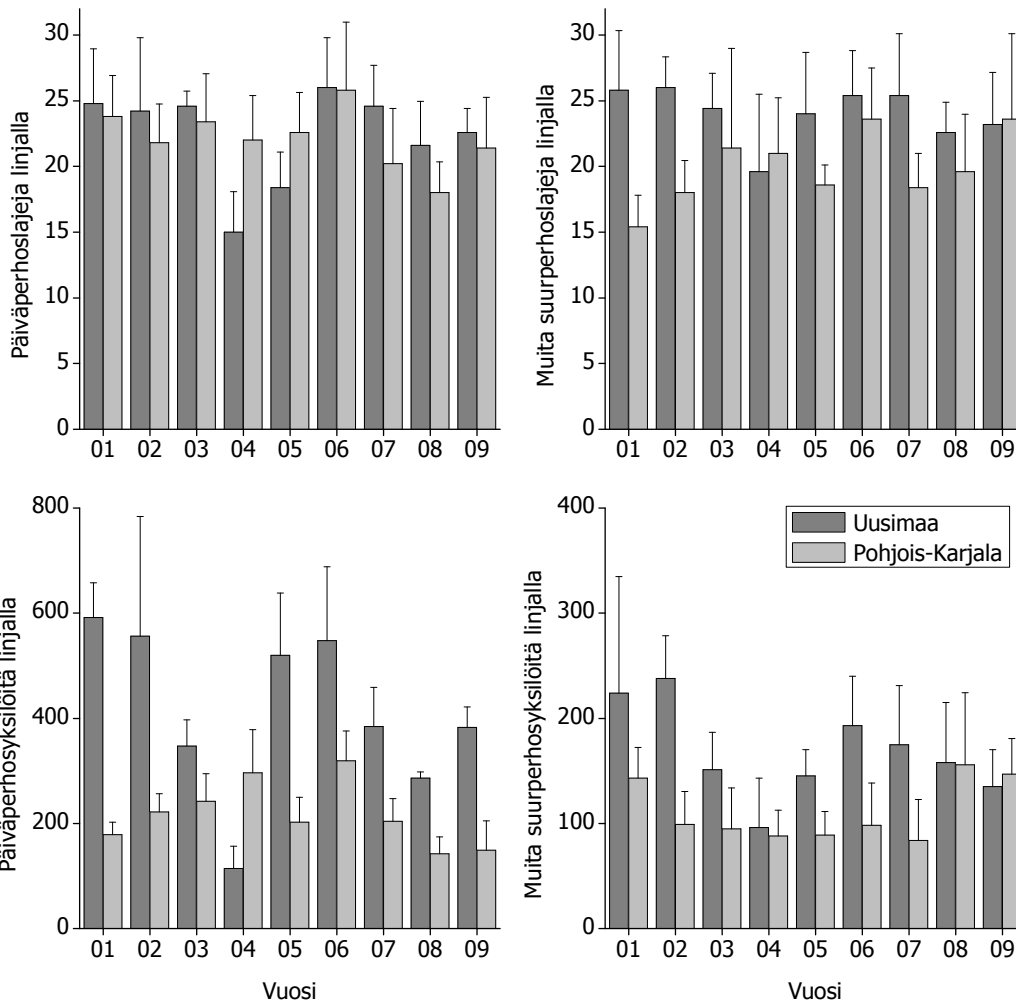 Päiväperhoslajeja linjalla
30
25
20
15
10
5
0
01 02 03 04 05 06 07 08 09
Muita suurperhoslajeja linjalla
30
25
20
15
10
5
0
01 02 03 04 05 06 07 08 09
Päiväperhosyksilöitä linjalla
800
600
400
200
0
01 02 03 04 05 06 07 08 09
Vuosi
Muita suurperhosyksilöitä linjalla
400
300
200
100
0
Uusimaa
Pohjois-Karjala
01 02 03 04 05 06 07 08 09
Vuosi